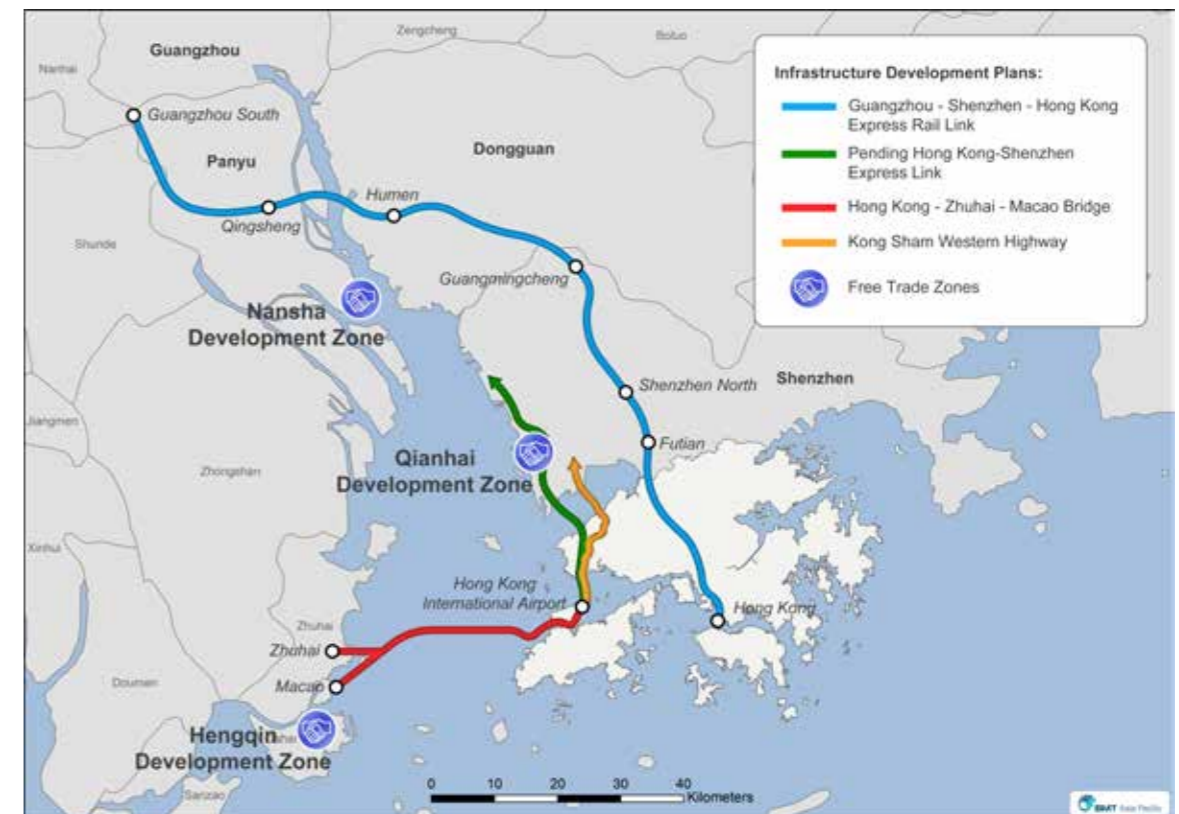 Guangzhou
Zengcheng
Boluo
Nanhai
Infrastructure Development Plans:
Guangzhou - Shenzhen - Hong Kong
Express Rail Link
Pending Hong Kong-Shenzhen
Express Link
Hong Kong - Zhuhai - Macao Bridge
Kong Sham Western Highway
Free Trade Zones
Guangzhou South
Panyu
Dongguan
Humen
Qingsheng
Shunde
Guangmingcheng
Nansha
Development Zone
Shenzhen North
Shenzhen
Jiangmen
Futian
Zhongshan
Qianhai
Development Zone
Xinhui
Hong Kong
International Airport
Hong Kong
Zhuhai
Zhuhai
Doumen
Macao
Hengqin
Development Zone
Sanzao
0 10 20 30 40
Kilometers
BMT Asia Pacific